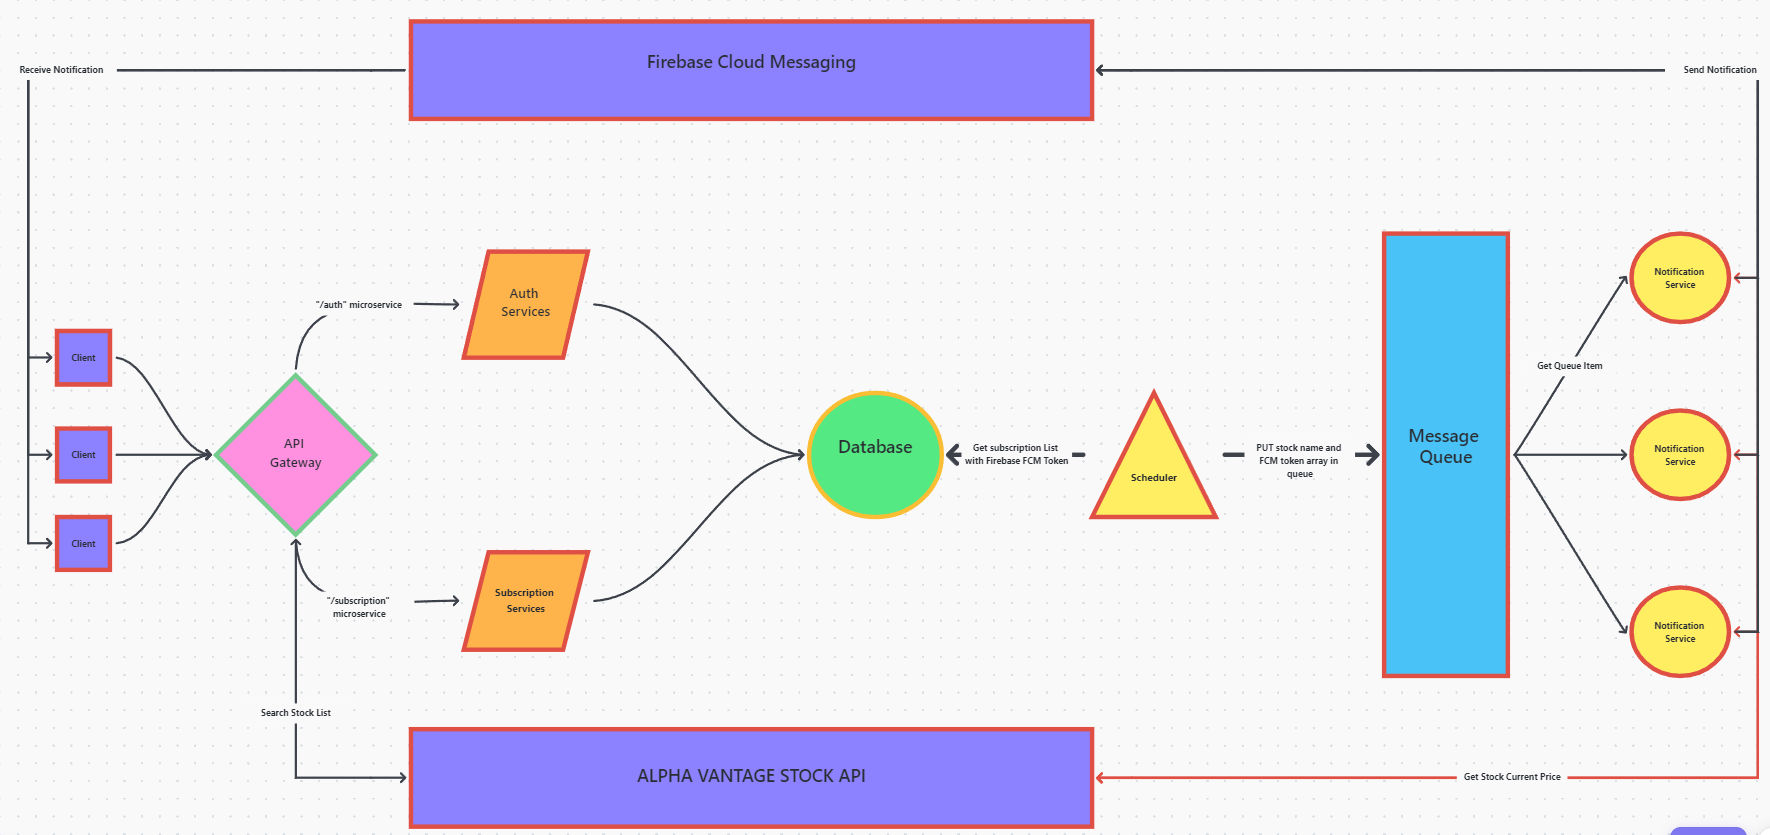 Firebase Cloud Messaging
Receive Notification
Send Notification
Notification
Service
Auth
Services
"/auth" microservice
Client
Get Queue Item
API
Gateway
Database
Get subscription List
with Firebase FCM Token
Scheduler
PUT stock name and
FCM token array in
queue
Message
Queue
Notification
Service
Client
Client
"/subscription"
microservice
Subscription
Services
Notification
Service
Search Stock List
ALPHA VANTAGE STOCK API
Get Stock Current Price